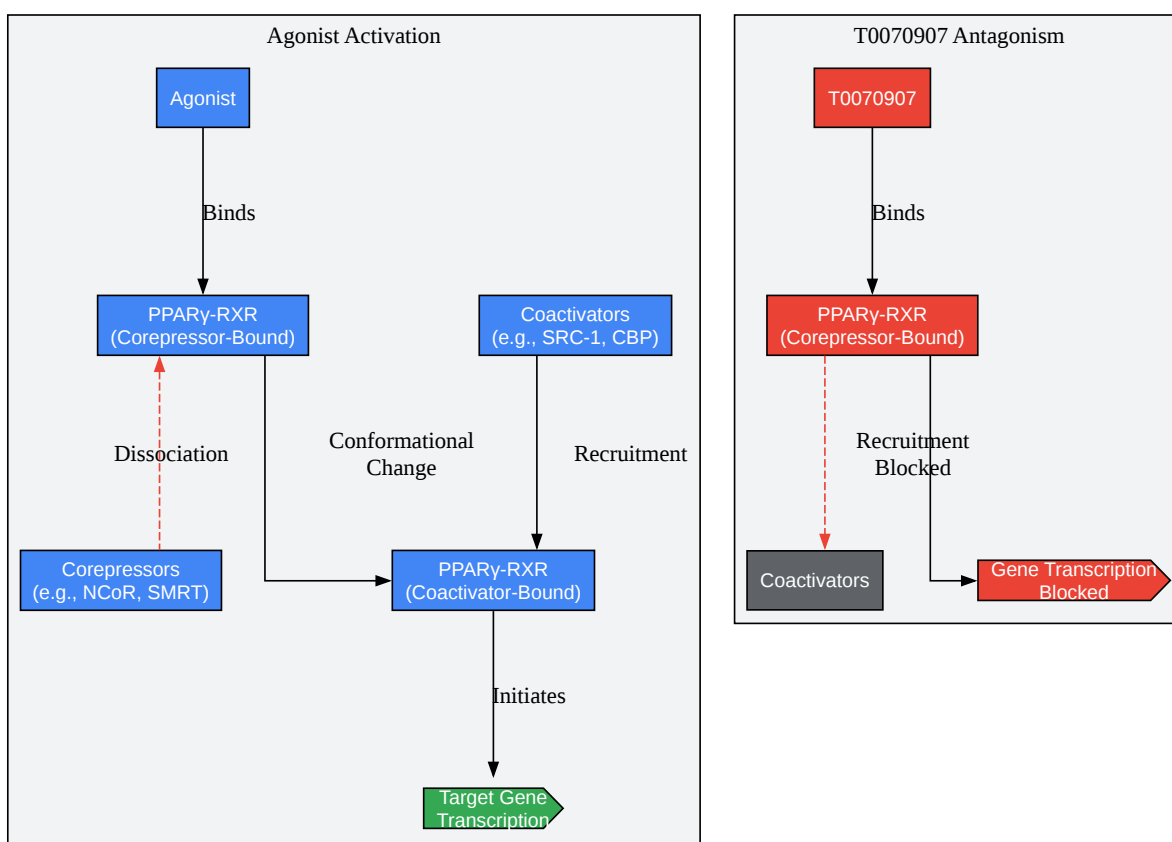 Agonist Activation
Agonist
Binds
PPARγ-RXR
(Corepressor-Bound)
Coactivators
(e.g., SRC-1, CBP)
Dissociation
Conformational
Change
Recruitment
Corepressors
(e.g., NCoR, SMRT)
PPARγ-RXR
(Coactivator-Bound)
Initiates
Target Gene
Transcription
T0070907 Antagonism
T0070907
Binds
PPARγ-RXR
(Corepressor-Bound)
Recruitment
Blocked
Coactivators
Gene Transcription
Blocked